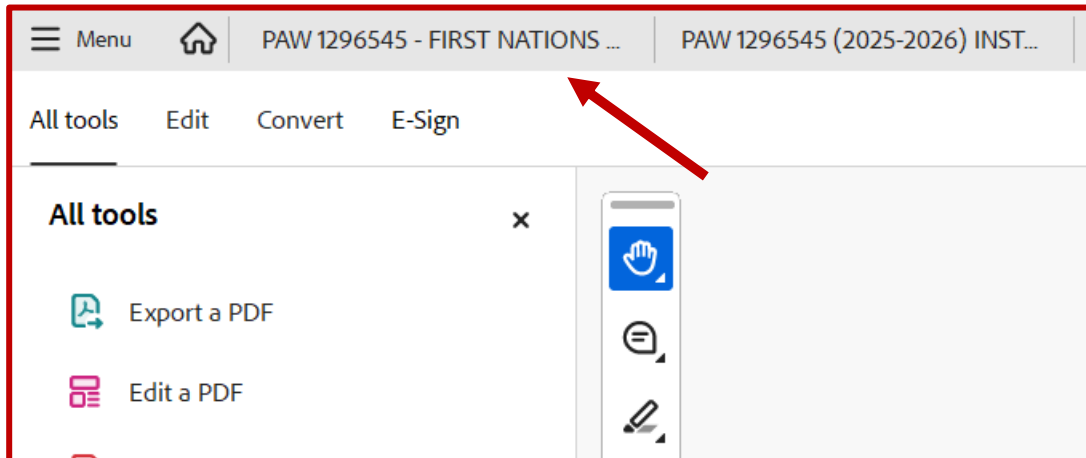 Menu PAW 1296545 - FIRST NATIONS ... PAW 1296545 (2025-2026) INST...
All tools Edit Convert E-Sign
All tools
Export a PDF
Edit a PDF